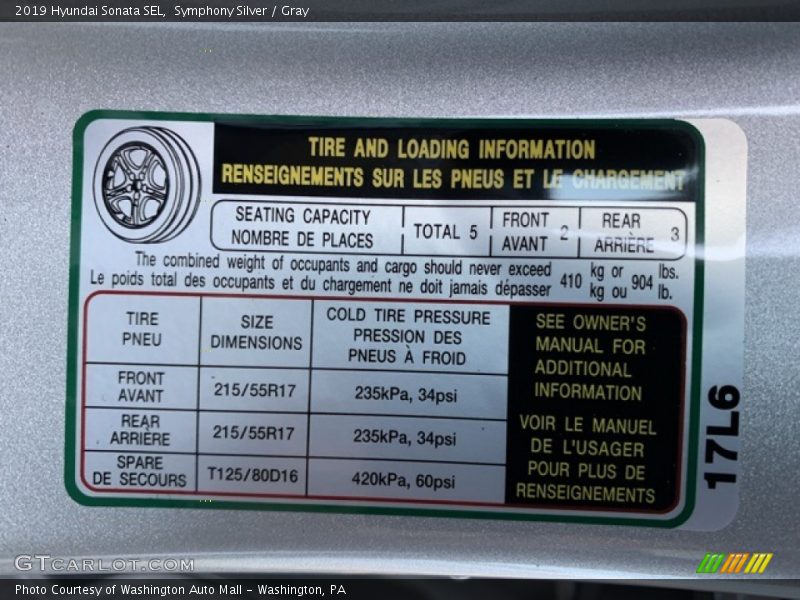 2019 Hyundai Sonata SEL, Symphony Silver / Gray
TIRE AND LOADING INFORMATION
RENSEIGNEMENTS SUR LES PNEUS ET LE CHARGEMENT
SEATING CAPACITY
NOMBRE DE PLACES
TOTAL 5
FRONT
AVANT
2
REAR
ARRIÈRE
3
The combined weight of occupants and cargo should never exceed
Le poids total des occupants et du chargement ne doit jamais dépasser
410
kg or
kg ou
904
lbs.
lb.
TIRE
PNEU
SIZE
DIMENSIONS
COLD TIRE PRESSURE
PRESSION DES
PNEUS À FROID
FRONT
AVANT
215/55R17
235kPa, 34psi
REAR
ARRIÈRE
215/55R17
235kPa, 34psi
SPARE
DE SECOURS
T125/80D16
420kPa, 60psi
SEE OWNER'S
MANUAL FOR
ADDITIONAL
INFORMATION
VOIR LE MANUEL
DE L'USAGER
POUR PLUS DE
RENSEIGNEMENTS
17L6
GTCARLOT.COM
Photo Courtesy of Washington Auto Mall - Washington, PA